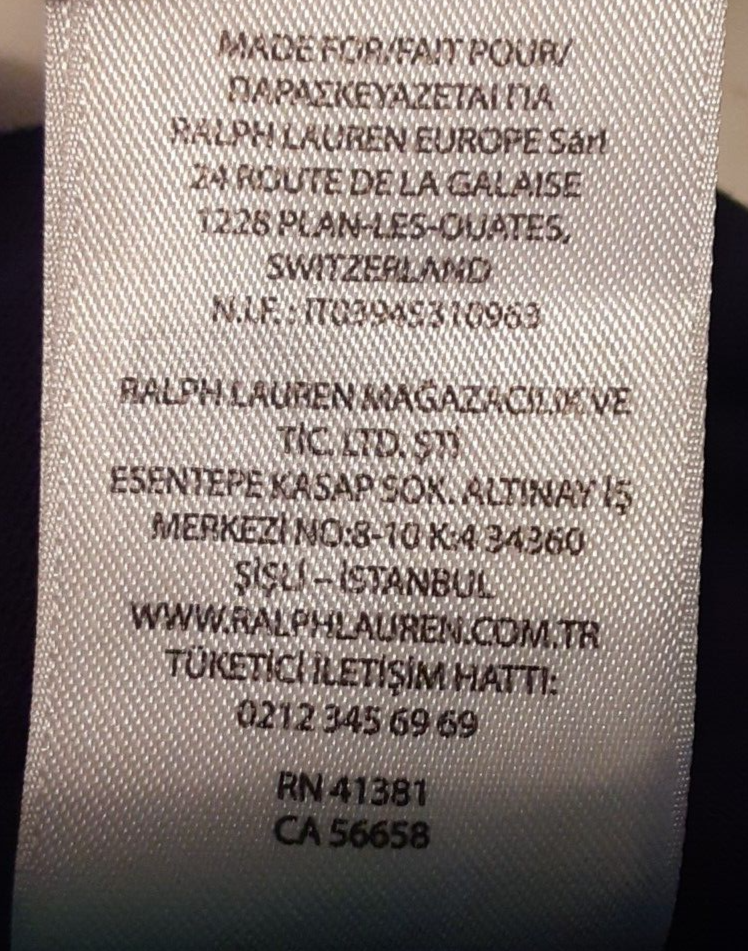 MADE FOR/FAIT POUR/
ΠΑΡΑΣΚΕΥΑΖΕΤΑΙ ΓΙΑ
RALPH LAUREN EUROPE Sárl
24 ROUTE DE LA GALAISE
1228 PLAN-LES-OUATES,
SWITZERLAND
N.I.F.: IT03945310963
RALPH LAUREN MAĞAZACILIK VE
TİC. LTD. ŞTİ
ESENTEPE KASAP SOK. ALTINAY İŞ
MERKEZİ NO:8-10 K:4 34360
ŞİŞLİ – İSTANBUL
WWW.RALPHLAUREN.COM.TR
TÜKETİCİ İLETİŞİM HATTI:
0212 345 69 69
RN 41381
CA 56658